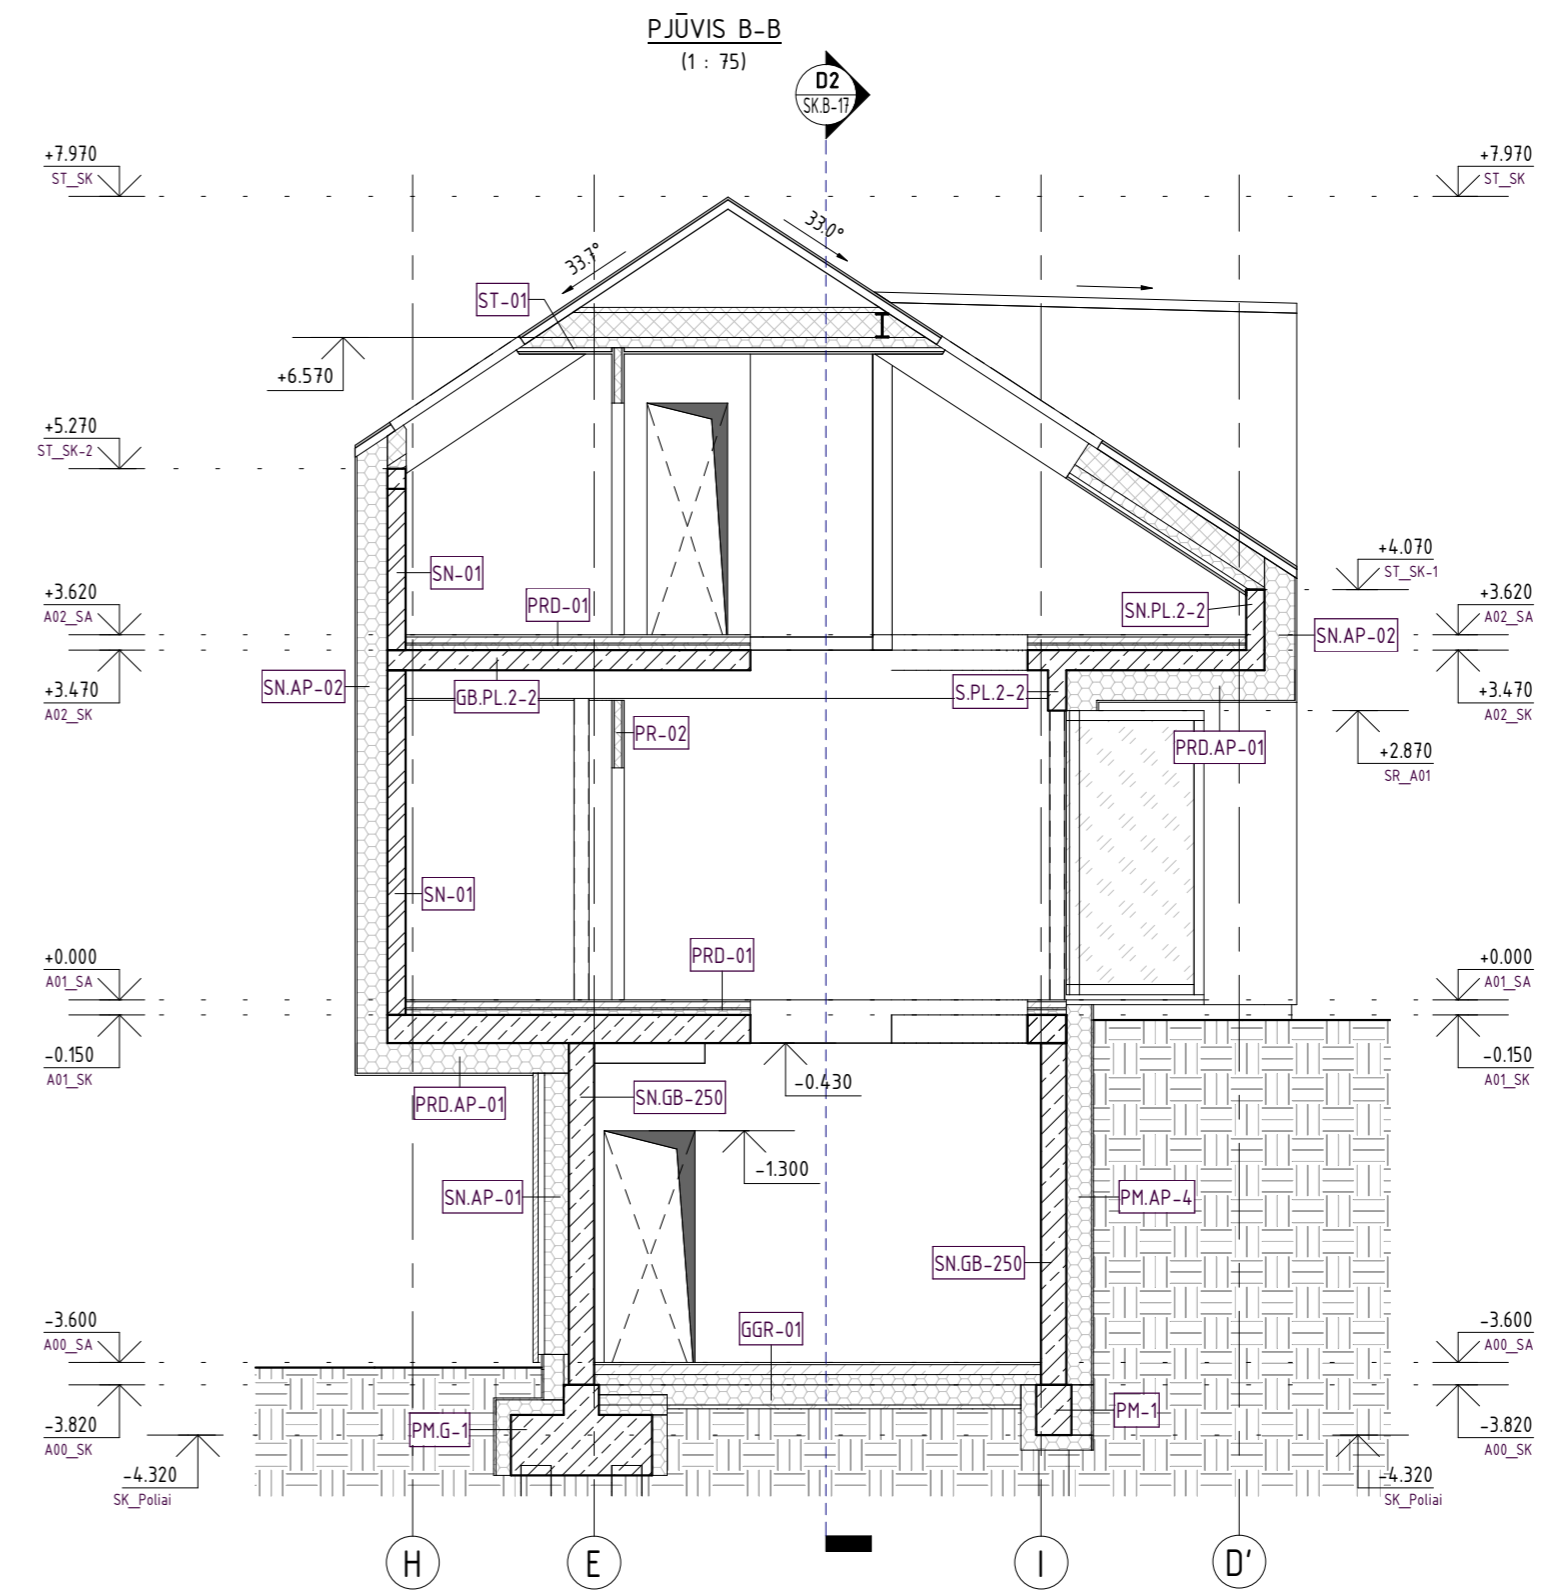 PJŪVIS B-B
(1 : 75)
D2
SK.B-17
+7.970
ST_SK
+7.970
ST_SK
33.7°
33.0°
ST-01
+6.570
+5.270
ST_SK-2
+4.070
ST_SK-1
SN-01
PRD-01
SN.PL.2-2
+3.620
A02_SA
+3.620
A02_SA
SN.AP-02
SN.AP-02
GB.PL.2-2
S.PL.2-2
+3.470
A02_SK
+3.470
A02_SK
PR-02
PRD.AP-01
+2.870
SR_A01
SN-01
PRD-01
+0.000
A01_SA
+0.000
A01_SA
-0.150
A01_SK
-0.150
A01_SK
-0.430
PRD.AP-01
SN.GB-250
-1.300
SN.AP-01
PM.AP-4
SN.GB-250
GGR-01
-3.600
A00_SA
-3.600
A00_SA
PM.G-1
PM-1
-3.820
A00_SK
-3.820
A00_SK
-4.320
SK_Poliai
-4.320
SK_Poliai
H
E
I
D'